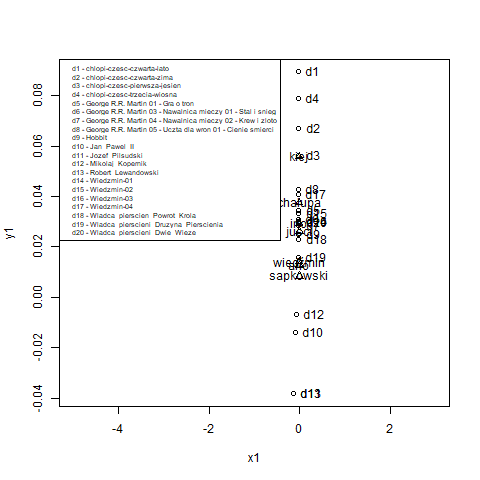 d1 - chlopi-czesc-czwarta-lato
d2 - chlopi-czesc-czwarta-zima
d3 - chlopi-czesc-pierwsza-jesien
d4 - chlopi-czesc-trzecia-wiosna
d5 - George R.R. Martin 01 - Gra o tron
d6 - George R.R. Martin 03 - Nawalnica mieczy 01 - Stal i snieg
d7 - George R.R. Martin 04 - Nawalnica mieczy 02 - Krew i zloto
d8 - George R.R. Martin 05 - Uczta dla wron 01 - Cienie smierci
d9 - Hobbit
d10 - Jan Pawel II
d11 - Jozef Pilsudski
d12 - Mikolaj Kopernik
d13 - Robert Lewandowski
d14 - Wiedzmin-01
d15 - Wiedzmin-02
d16 - Wiedzmin-03
d17 - Wiedzmin-04
d18 - Wladca pierscien Powrot Krola
d19 - Wladca pierscieni Druzyna Pierscienia
d20 - Wladca pierscieni Dwie Wieze
d1
d4
d2
d3
kiej
d8
d17
chalupa
d18
d19
wiedzmin
sapkowski
d12
d10
y1
-0.04
-0.02
0.00
0.02
0.04
0.06
0.08
-4
-2
0
2
x1